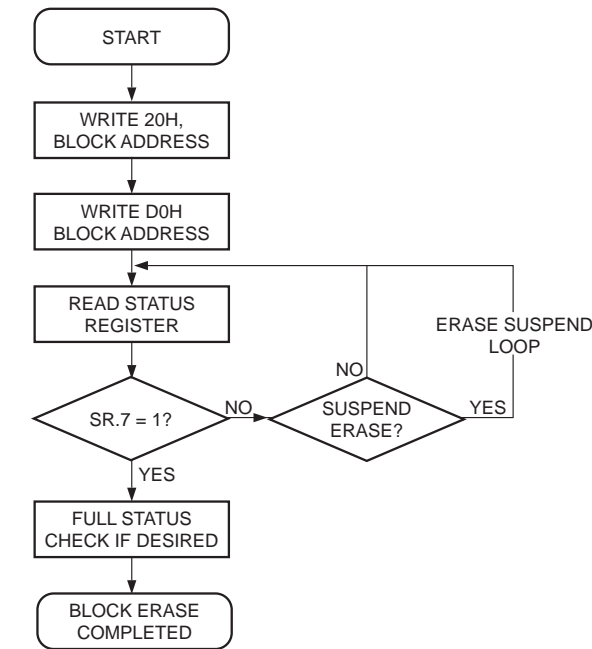 START
WRITE 20H,
BLOCK ADDRESS
WRITE D0H
BLOCK ADDRESS
READ STATUS
REGISTER
ERASE SUSPEND
LOOP
NO
SR.7 = 1?
NO
SUSPEND
ERASE?
YES
YES
FULL STATUS
CHECK IF DESIRED
BLOCK ERASE
COMPLETED